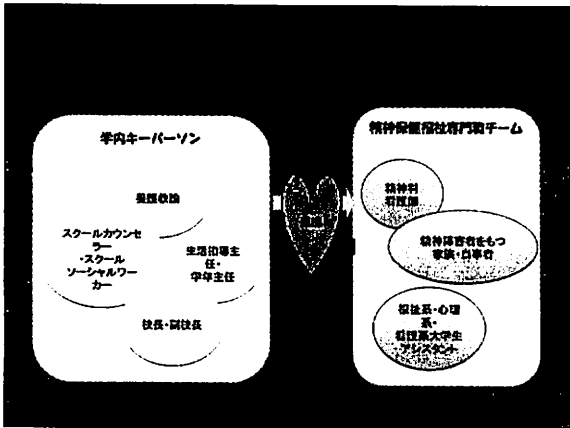 学内キーパーソン
養護教諭
スクールカウンセ
ラー
・スクール
ソーシャルワー
カー
生活指導主
任・
学年主任
校長・副校長
精神保健福祉専門職チーム
精神科
看護師
精神障害者をもつ
家族・当事者
福祉系・心理
系・
看護系大学生
アシスタント